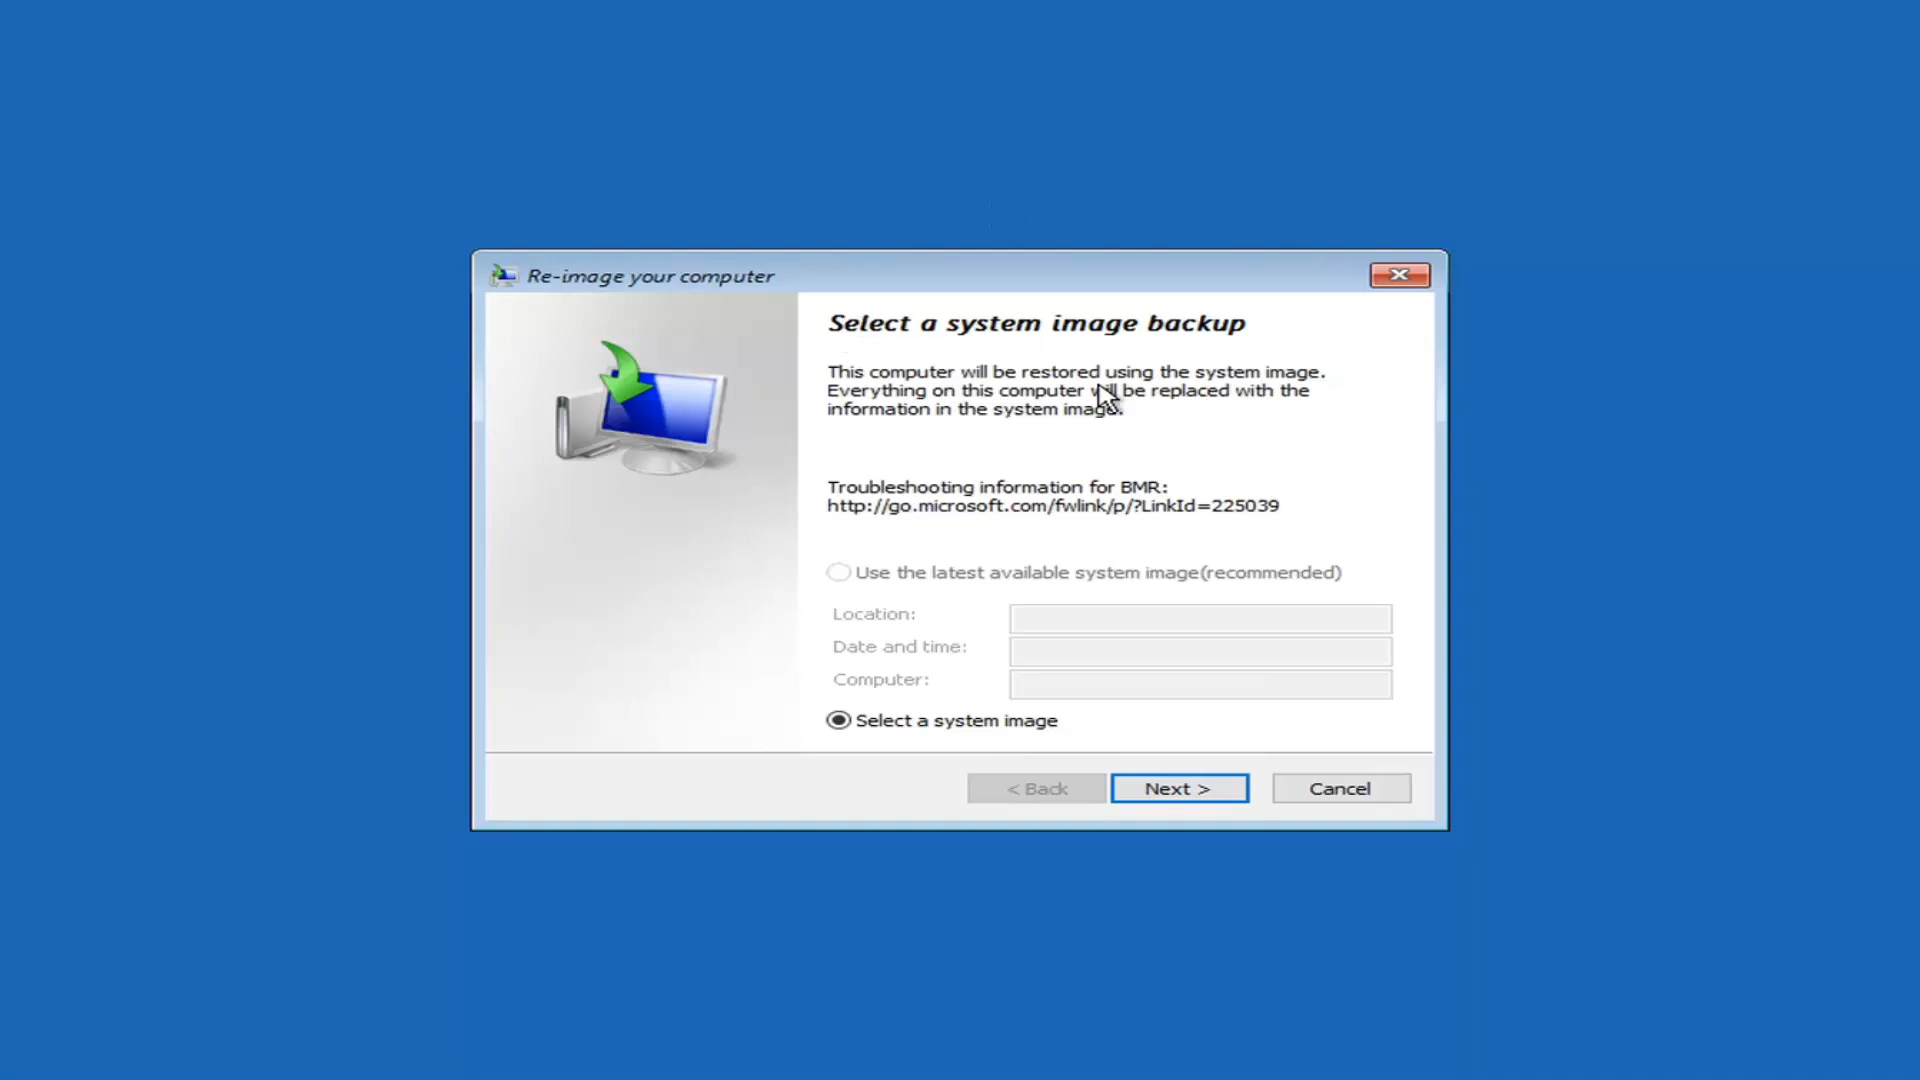 Re-image your computer
Select a system image backup
This computer will be restored using the system image.
Everything on this computer will be replaced with the
information in the system image.
Troubleshooting information for BMR:
http://go.microsoft.com/fwlink/p/?LinkId=225039
Use the latest available system image(recommended)
Location:
Date and time:
Computer:
Select a system image
< Back
Next >
Cancel